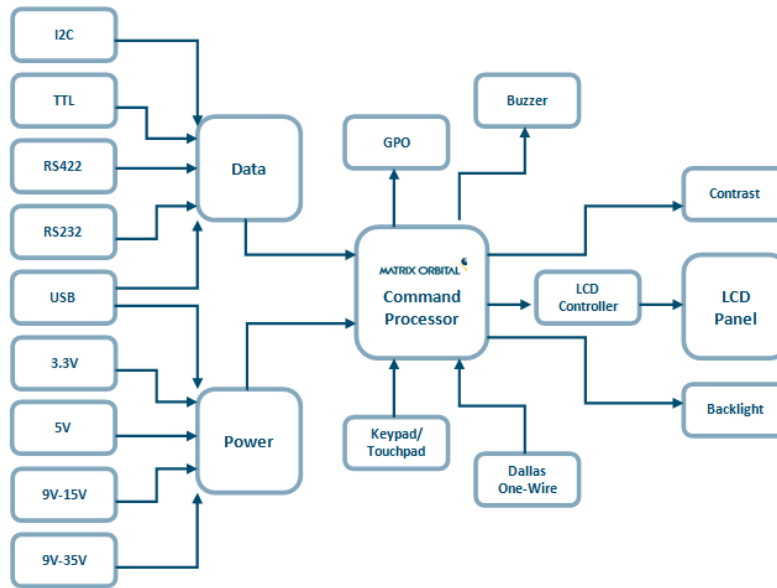 I2C
TTL
RS422
RS232
USB
3.3V
5V
9V-15V
9V-35V
Data
Power
GPO
Buzzer
MATRIX ORBITAL
Command
Processor
Keypad/
Touchpad
Dallas
One-Wire
Contrast
LCD
Controller
LCD
Panel
Backlight